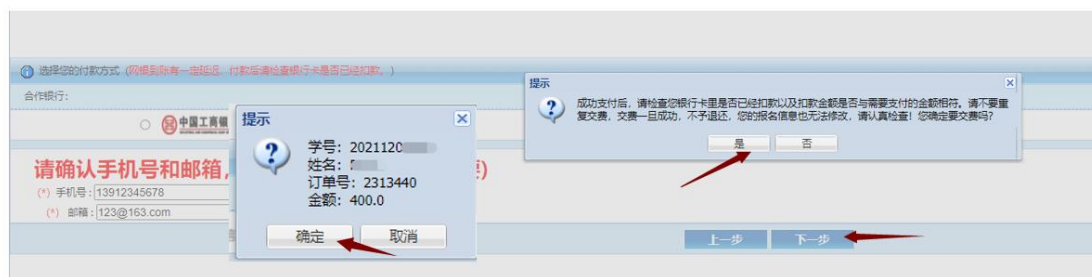 选择您的付款方式（网银到账有一定延迟，付款后请检查银行卡是否已经扣款。）
合作银行：
中国工商银
请确认手机号和邮箱，
要)
(*) 手机号：13912345678
(*) 邮箱：123@163.com
提示
学号：2021120
姓名：
订单号：2313440
金额：400.0
确定 取消
提示
成功支付后，请检查您银行卡里是否已经扣款以及扣款金额是否与需要支付的金额相符。请不要重
复交费，交费一旦成功，不予退还，您的报名信息也无法修改，请认真检查！您确定要交费吗？
是 否
上一步 下一步